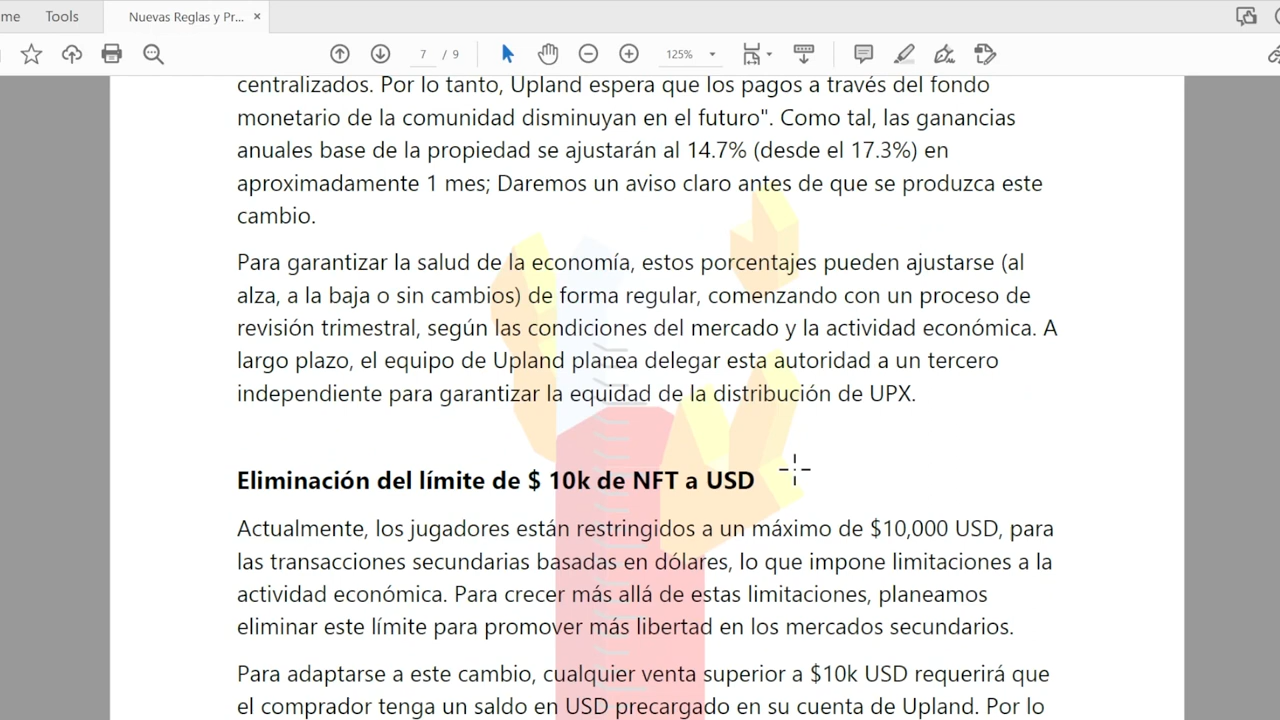 me Tools Nuevas Reglas y Pr... ×
7 / 9 125%
centralizados. Por lo tanto, Upland espera que los pagos a través del fondo
monetario de la comunidad disminuyan en el futuro". Como tal, las ganancias
anuales base de la propiedad se ajustarán al 14.7% (desde el 17.3%) en
aproximadamente 1 mes; Daremos un aviso claro antes de que se produzca este
cambio.
Para garantizar la salud de la economía, estos porcentajes pueden ajustarse (al
alza, a la baja o sin cambios) de forma regular, comenzando con un proceso de
revisión trimestral, según las condiciones del mercado y la actividad económica. A
largo plazo, el equipo de Upland planea delegar esta autoridad a un tercero
independiente para garantizar la equidad de la distribución de UPX.
Eliminación del límite de $ 10k de NFT a USD
Actualmente, los jugadores están restringidos a un máximo de $10,000 USD, para
las transacciones secundarias basadas en dólares, lo que impone limitaciones a la
actividad económica. Para crecer más allá de estas limitaciones, planeamos
eliminar este límite para promover más libertad en los mercados secundarios.
Para adaptarse a este cambio, cualquier venta superior a $10k USD requerirá que
el comprador tenga un saldo en USD precargado en su cuenta de Upland. Por lo